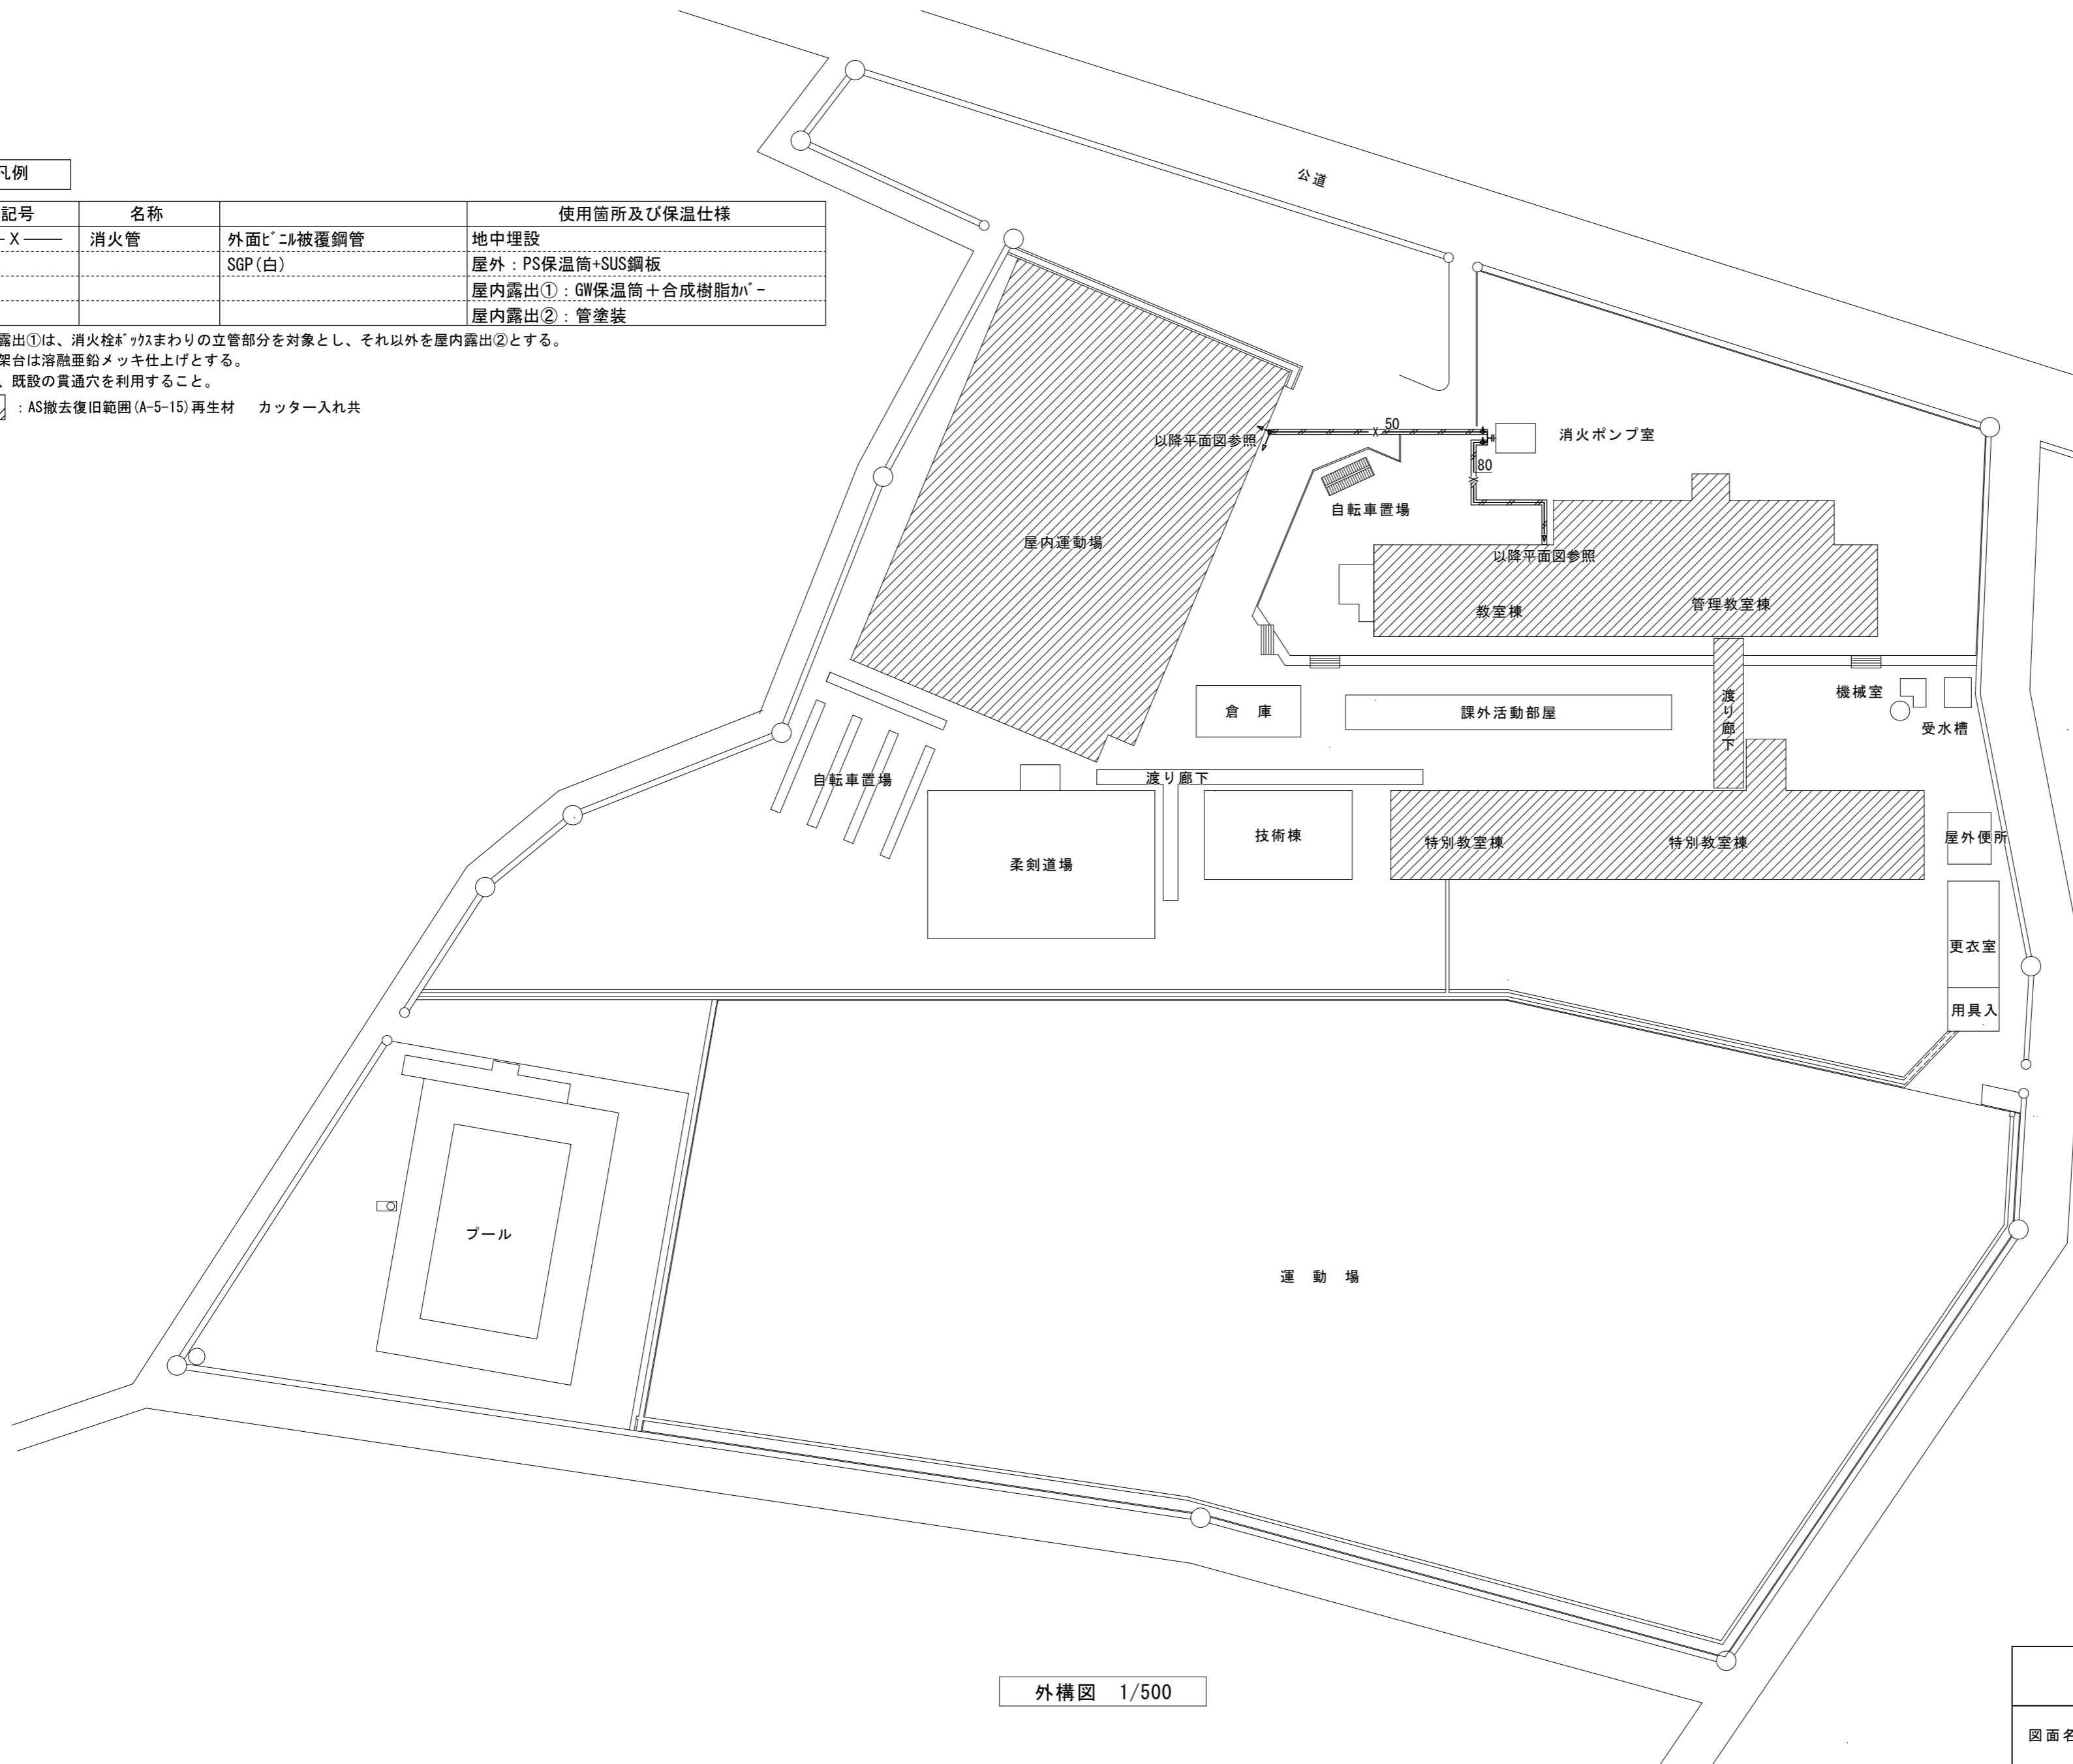 凡例
記号 名称 使用箇所及び保温仕様
X 消火管 外面ﾋﾞﾆﾙ被覆鋼管 地中埋設
SGP(白) 屋外：PS保温筒+SUS鋼板
屋内露出①：GW保温筒＋合成樹脂ｶﾊﾞｰ
屋内露出②：管塗装
露出①は、消火栓ﾎﾞｯｸｽまわりの立管部分を対象とし、それ以外を屋内露出②とする。
架台は溶融亜鉛メッキ仕上げとする。
、既設の貫通穴を利用すること。
：AS撤去復旧範囲(A-5-15)再生材　カッター入れ共
公道
50
以降平面図参照
消火ポンプ室
80
自転車置場
屋内運動場
以降平面図参照
教室棟
管理教室棟
渡り廊下
機械室
受水槽
倉　庫
課外活動部屋
自転車置場
渡り廊下
技術棟
特別教室棟
特別教室棟
屋外便所
柔剣道場
更衣室
用具入
プール
運　動　場
外構図　1/500
図面名